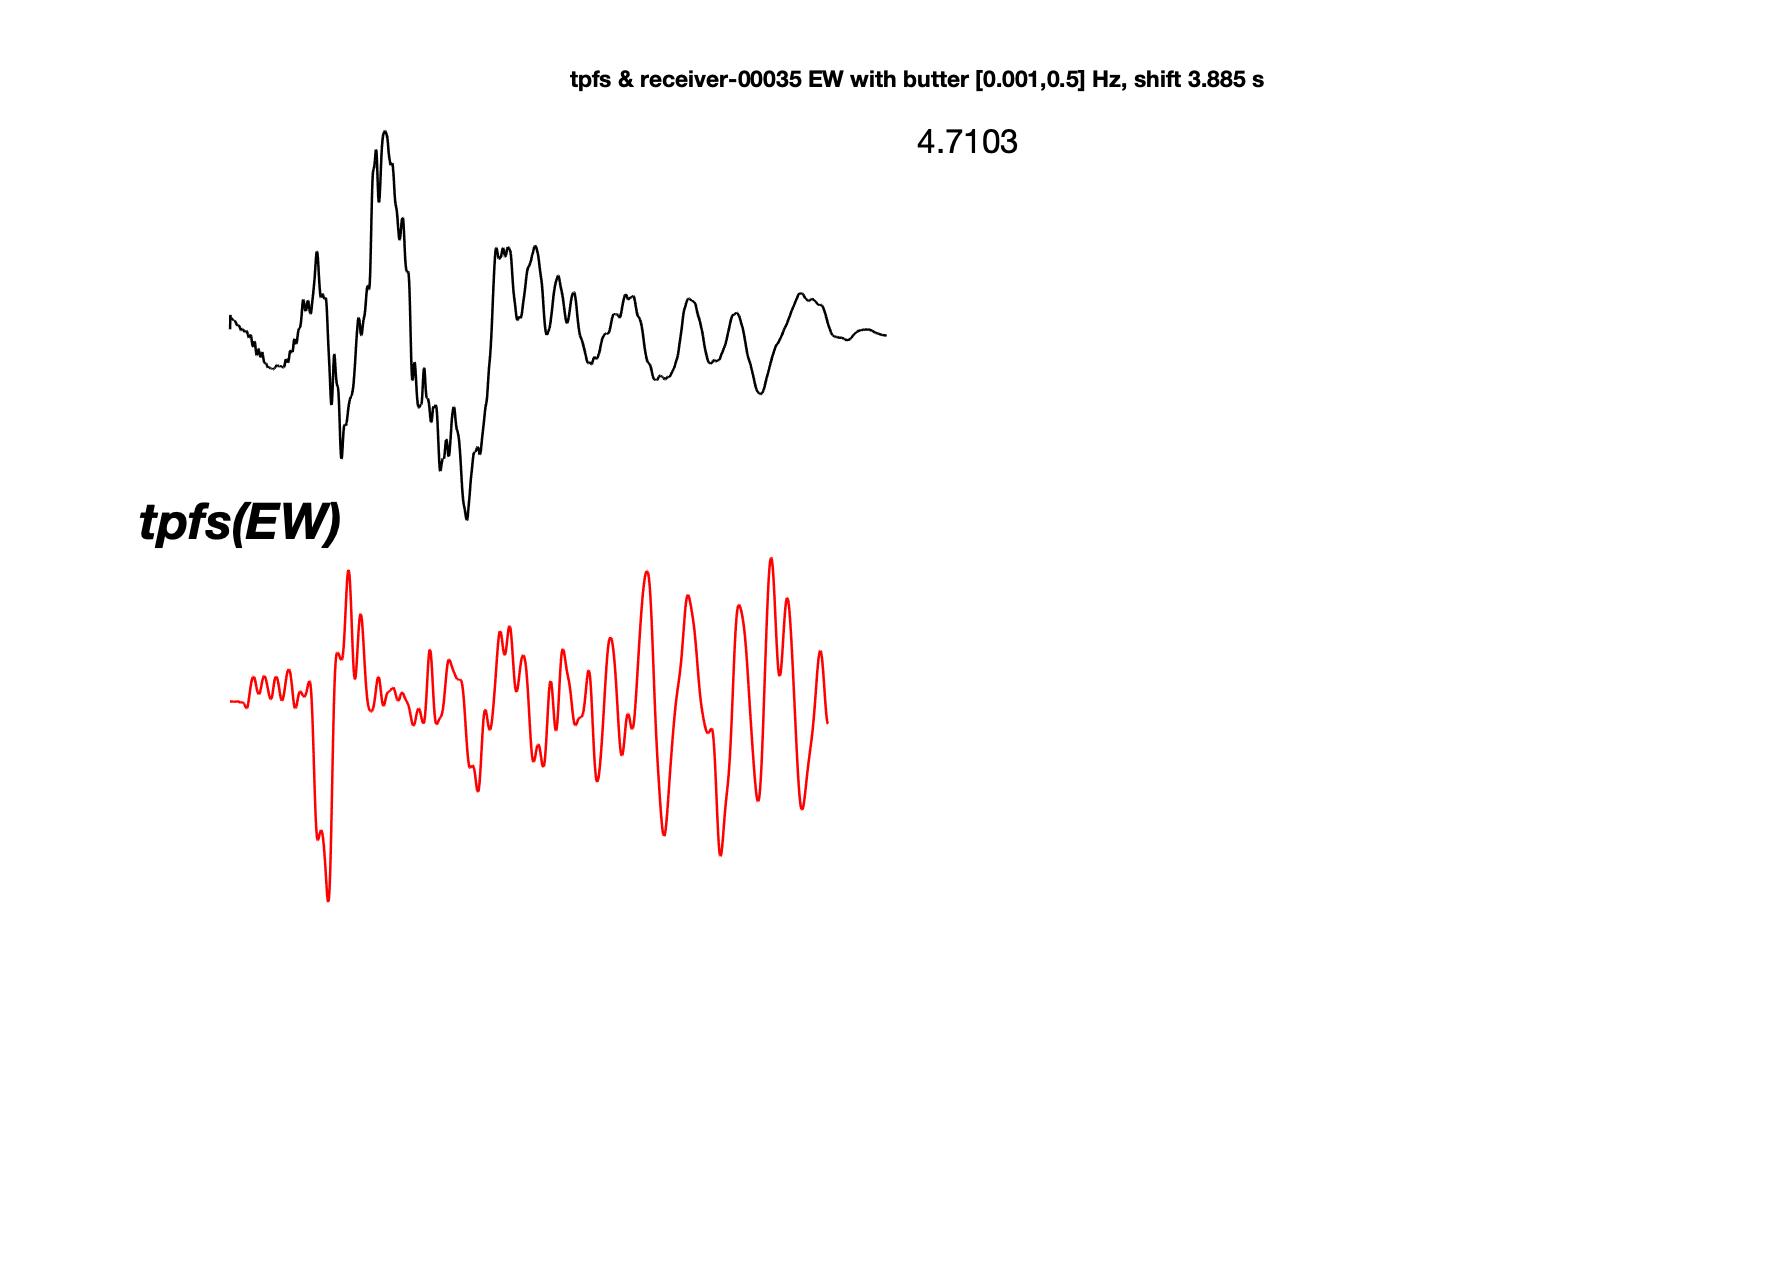 tpfs & receiver-00035 EW with butter [0.001,0.5] Hz, shift 3.885 s
4.7103
tpfs(EW)